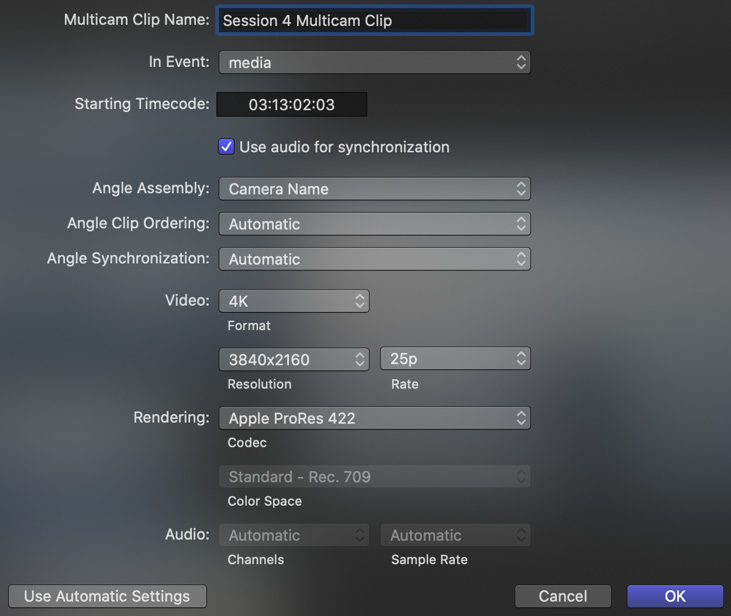 Multicam Clip Name: Session 4 Multicam Clip
In Event: media
Starting Timecode: 03:13:02:03
Use audio for synchronization
Angle Assembly: Camera Name
Angle Clip Ordering: Automatic
Angle Synchronization: Automatic
Video: 4K
Format
3840x2160 25p
Resolution Rate
Rendering: Apple ProRes 422
Codec
Standard - Rec. 709
Color Space
Audio: Automatic Automatic
Channels Sample Rate
Use Automatic Settings Cancel OK